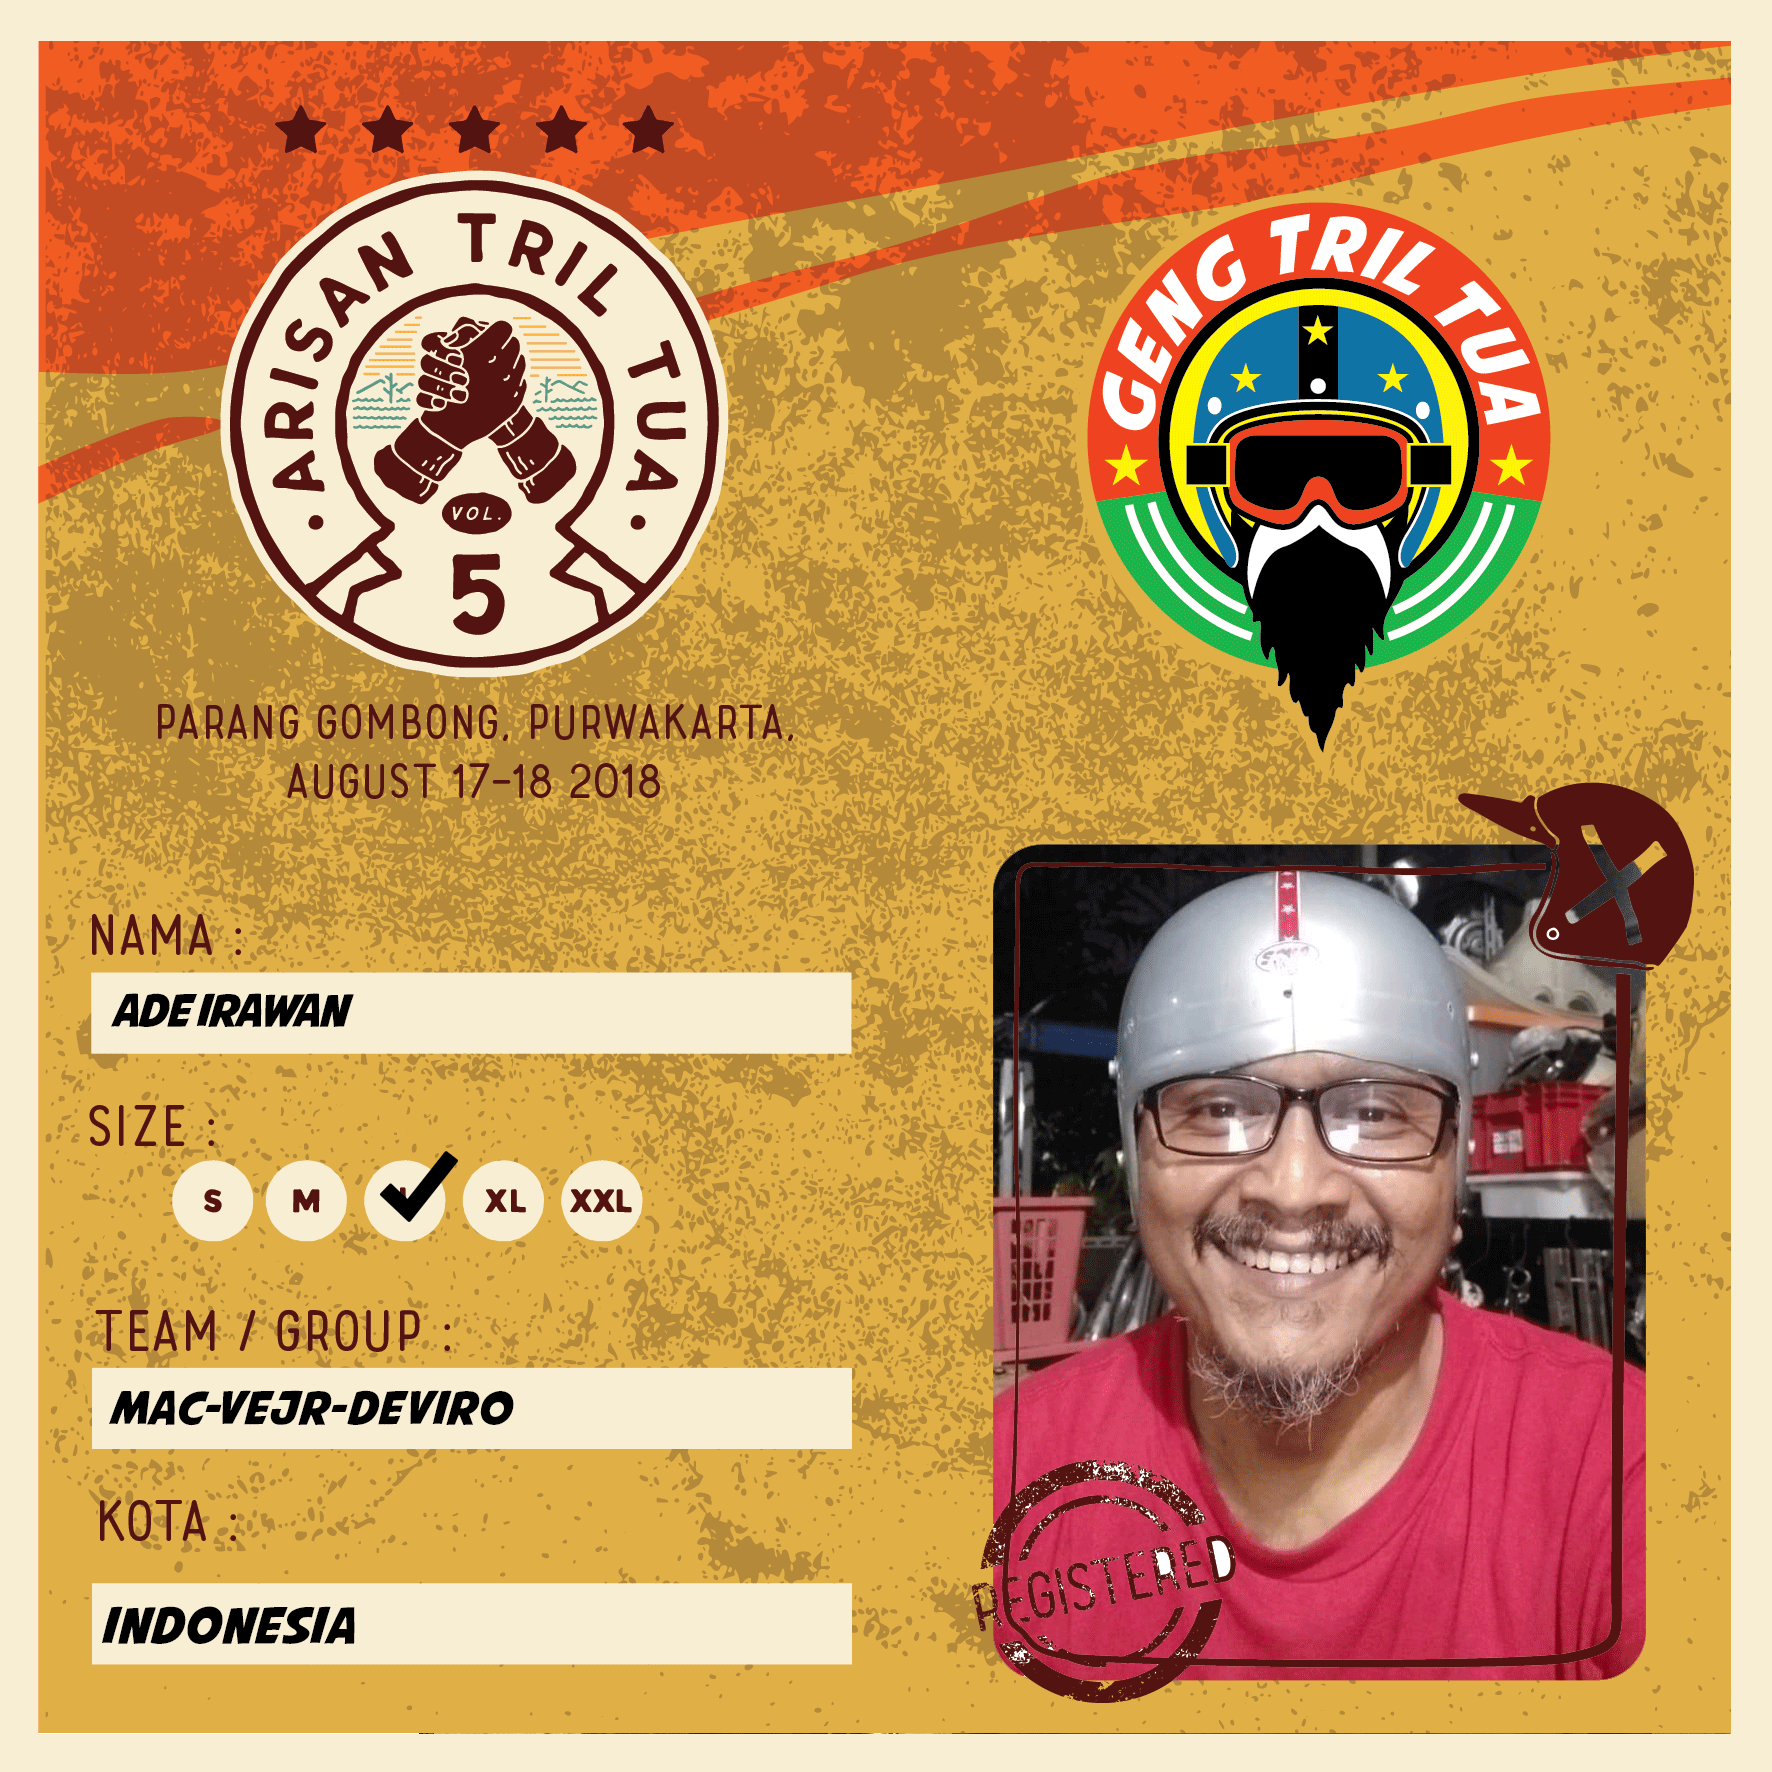 ARISAN TRIL TUA
VOL.
5
GENG TRIL TUA
PARANG GOMBONG, PURWAKARTA,
AUGUST 17-18 2018
NAMA :
ADE IRAWAN
SIZE :
S M XL XXL
TEAM / GROUP :
MAC-VEJR-DEVIRO
KOTA :
INDONESIA
REGISTERED